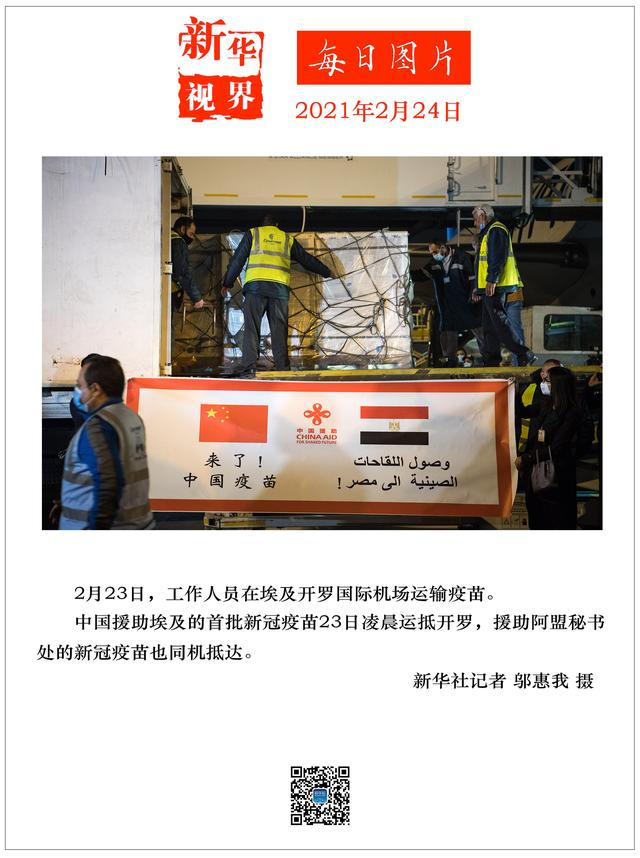 新华
视界
每日图片
2021年2月24日
中国援助
CHINA AID
FOR SHARED FUTURE
来了！
中国疫苗
وصول اللقاحات
الصينية الى مصر!
2月23日，工作人员在埃及开罗国际机场运输疫苗。
中国援助埃及的首批新冠疫苗23日凌晨运抵开罗，援助阿盟秘书
处的新冠疫苗也同机抵达。
新华社记者 邬惠我 摄